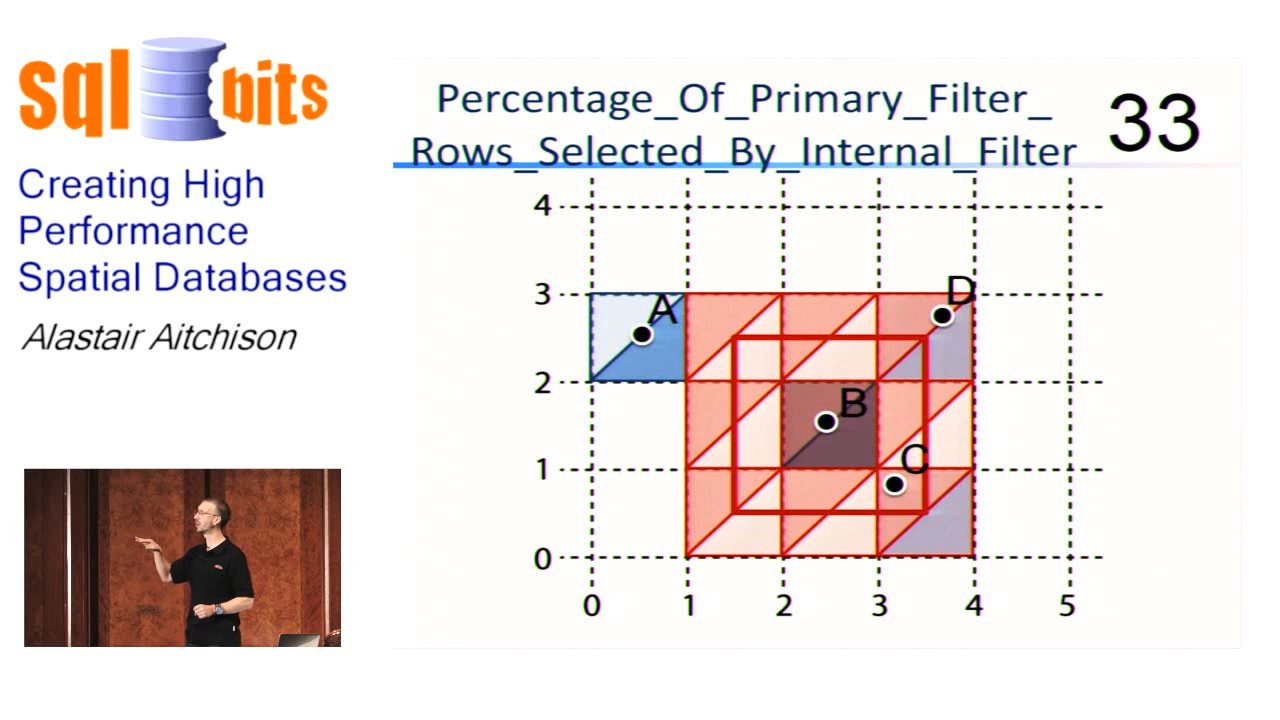 sql bits
Creating High
Performance
Spatial Databases
Alastair Aitchison
Percentage_Of_Primary_Filter_
Rows_Selected_By_Internal_Filter
33
4
3
2
1
0
A
D
B
C
0 1 2 3 4 5